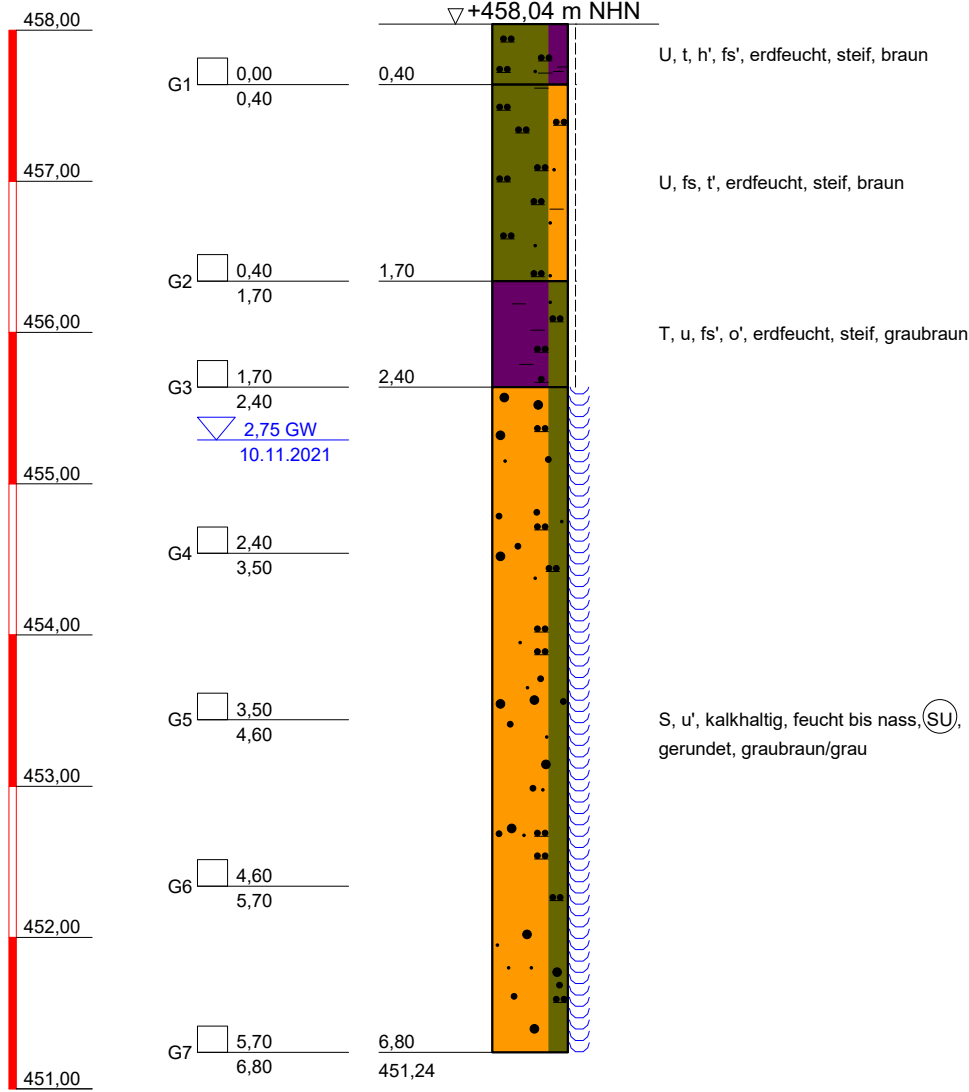 +458,04 m NHN
458,00
U, t, h', fs', erdfeucht, steif, braun
G1 0,00 0,40
0,40
457,00
U, fs, t', erdfeucht, steif, braun
G2 0,40 1,70
1,70
456,00
T, u, fs', o', erdfeucht, steif, graubraun
G3 1,70 2,40
2,40
2,75 GW
10.11.2021
455,00
G4 2,40
3,50
454,00
G5 3,50
4,60
S, u', kalkhaltig, feucht bis nass, SU,
gerundet, graubraun/grau
453,00
G6 4,60
5,70
452,00
G7 5,70 6,80
6,80 451,24
451,00